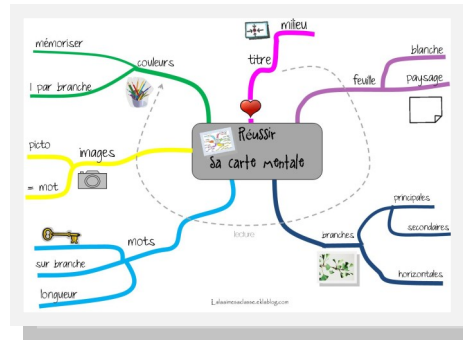 milieu
titre
blanche
feuille
paysage
principales
secondaires
branches
horizontales
mots
sur branche
longueur
images
picto
= mot
couleurs
mémoriser
1 par branche
Réussir
Sa carte mentale
lecture
Lalaaimesaclasse.eklablog.com